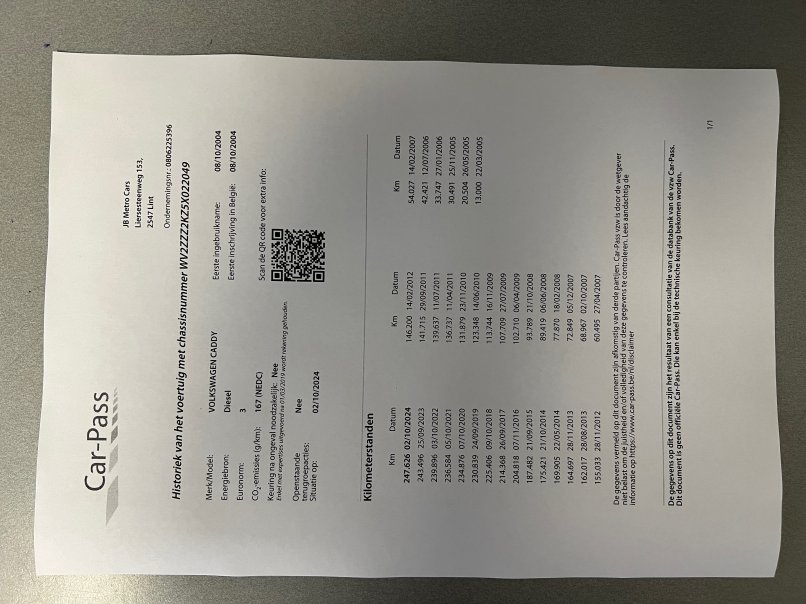 Car-Pass
JB Metro Cars
Liersesteenweg 153,
2547 Lint
Ondernemingsnr.: 0806225396
Historiek van het voertuig met chassisnummer WV2ZZZ2KZ5X022049
Merk/Model: VOLKSWAGEN CADDY
Energiebron: Diesel
Euronorm: 3
CO2-emissies (g/km): 167 (NEDC)
Keuring na ongeval noodzakelijk: Nee
Enkel met expertises uitgevoerd na 01/03/2019 wordt rekening gehouden.
Openstaande terugroepacties: Nee
Situatie op: 02/10/2024
Eerste ingebruikname: 08/10/2004
Eerste inschrijving in België: 08/10/2004
Scan de QR code voor extra info:
Kilometerstanden
Km Datum
247.626 02/10/2024
243.496 25/09/2023
239.896 03/10/2022
236.584 05/10/2021
234.876 07/10/2020
230.839 24/09/2019
225.406 09/10/2018
214.368 26/09/2017
204.818 07/11/2016
187.482 21/09/2015
175.421 21/10/2014
169.905 22/05/2014
164.697 28/11/2013
162.017 28/08/2013
155.033 28/11/2012
Km Datum
146.200 14/02/2012
141.715 29/09/2011
139.637 11/07/2011
136.737 11/04/2011
131.879 23/11/2010
123.348 14/06/2010
113.744 16/11/2009
107.709 27/07/2009
102.710 06/04/2009
93.789 21/10/2008
89.419 06/06/2008
77.870 18/02/2008
72.849 05/12/2007
68.967 02/10/2007
60.495 27/04/2007
Km Datum
54.027 14/02/2007
42.421 12/07/2006
33.747 27/01/2006
30.491 25/11/2005
20.504 26/05/2005
13.000 22/03/2005
De gegevens vermeld op dit document zijn afkomstig van derde partijen. Car-Pass vzw is door de wetgever
niet belast om de juistheid en/of volledigheid van deze gegevens te controleren. Lees aandachtig de
informatie op https://www.car-pass.be/nl/disclaimer
De gegevens op dit document zijn het resultaat van een consultatie van de databank van de vzw Car-Pass.
Dit document is geen officiële Car-Pass. Die kan enkel bij de technische keuring bekomen worden.
1/1